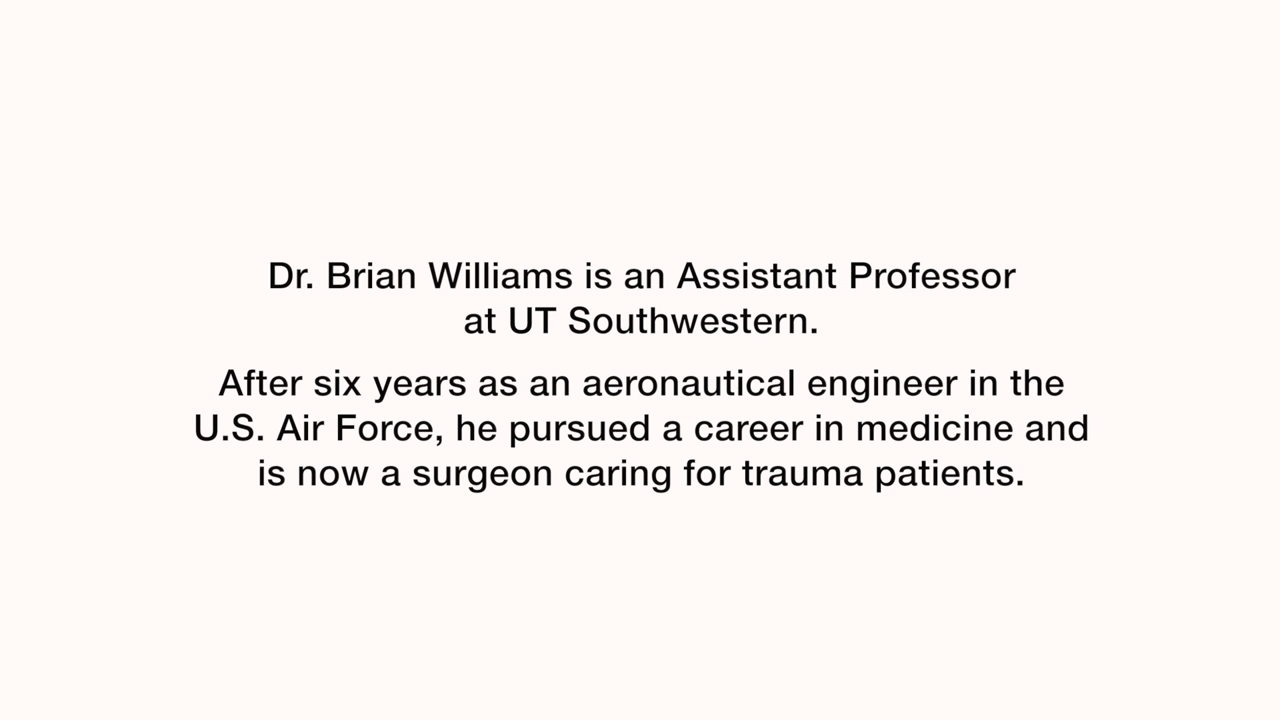 Dr. Brian Williams is an Assistant Professor
at UT Southwestern.
After six years as an aeronautical engineer in the
U.S. Air Force, he pursued a career in medicine and
is now a surgeon caring for trauma patients.